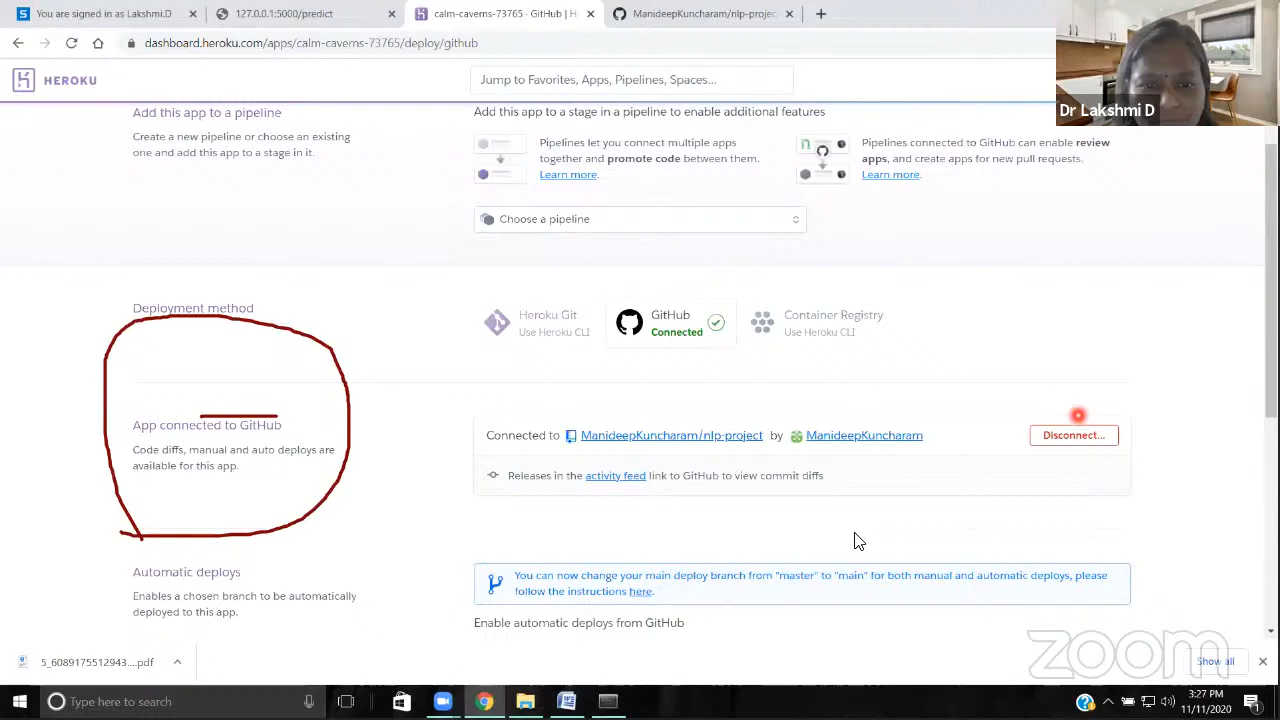 You are signed in as Lakshmi.D
127.0.0.1:5000/predict
calm-caverns-73765 - GitHub | H
ManideepKuncharam/nlp-projec
dashboard.heroku.com/apps/calm-caverns-73765/deploy/github
HEROKU
Jump to Favorites, Apps, Pipelines, Spaces...
Dr Lakshmi D
Add this app to a pipeline
Create a new pipeline or choose an existing
one and add this app to a stage in it.
Add this app to a stage in a pipeline to enable additional features
Pipelines let you connect multiple apps
together and promote code between them.
Learn more.
Pipelines connected to GitHub can enable review
apps, and create apps for new pull requests.
Learn more.
Choose a pipeline
Deployment method
Heroku Git
Use Heroku CLI
GitHub
Connected
Container Registry
Use Heroku CLI
App connected to GitHub
Code diffs, manual and auto deploys are
available for this app.
Connected to ManideepKuncharam/nlp-project by ManideepKuncharam
Disconnect...
Releases in the activity feed link to GitHub to view commit diffs
Automatic deploys
Enables a chosen branch to be automatically
deployed to this app.
You can now change your main deploy branch from "master" to "main" for both manual and automatic deploys, please
follow the instructions here.
Enable automatic deploys from GitHub
5_6089175512943....pdf
zoom
Show all
Type here to search
3:27 PM
11/11/2020